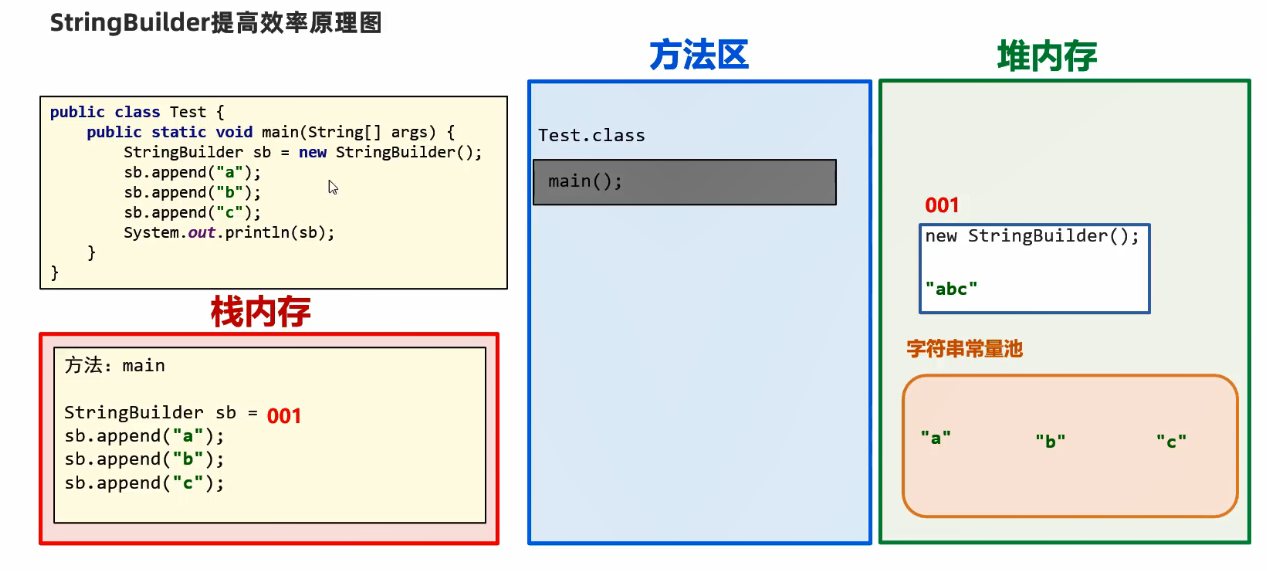 StringBuilder提高效率原理图
public class Test {
public static void main(String[] args) {
StringBuilder sb = new StringBuilder();
sb.append("a");
sb.append("b");
sb.append("c");
System.out.println(sb);
}
}
栈内存
方法：main
StringBuilder sb = 001
sb.append("a");
sb.append("b");
sb.append("c");
方法区
Test.class
main();
堆内存
001
new StringBuilder();
"abc"
字符串常量池
"a" "b" "c"